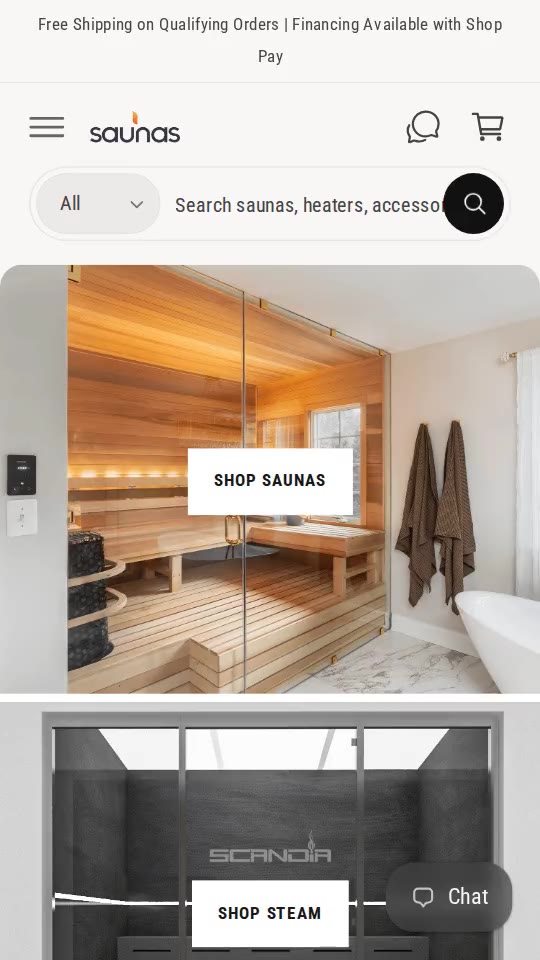 Free Shipping on Qualifying Orders | Financing Available with Shop
Pay
saunas
All
Search saunas, heaters, accessor
SHOP SAUNAS
SCANDIA
SHOP STEAM
Chat